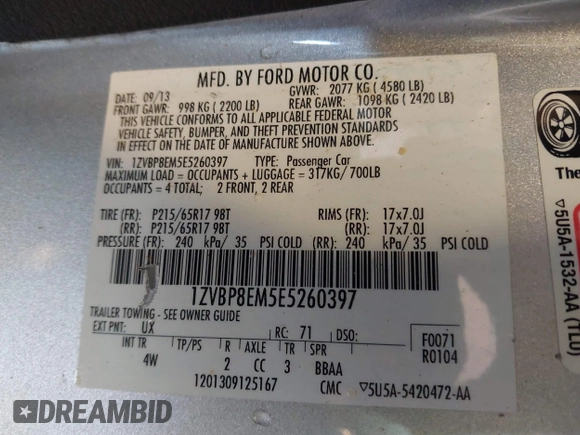 MFD. BY FORD MOTOR CO.
DATE: 09/13 GVWR: 2077 KG ( 4580 LB)
FRONT GAWR: 998 KG ( 2200 LB) REAR GAWR: 1098 KG ( 2420 LB)
THIS VEHICLE CONFORMS TO ALL APPLICABLE FEDERAL MOTOR
VEHICLE SAFETY, BUMPER, AND THEFT PREVENTION STANDARDS
IN EFFECT ON THE DATE OF MANUFACTURE SHOWN ABOVE.
VIN: 1ZVBP8EM5E5260397 TYPE: Passenger Car
MAXIMUM LOAD = OCCUPANTS + LUGGAGE = 317KG/ 700LB
OCCUPANTS = 4 TOTAL; 2 FRONT, 2 REAR
TIRE (FR): P215/65R17 98T RIMS (FR): 17x7.0J
(RR): P215/65R17 98T (RR): 17x7.0J
PRESSURE (FR): 240 kPa/ 35 PSI COLD (RR): 240 kPa/ 35 PSI COLD
1ZVBP8EM5E5260397
TRAILER TOWING - SEE OWNER GUIDE
EXT PNT: UX RC: 71 DSO:
F0071
R0104
INT TR TP/PS R AXLE TR SPR
4W 2 CC 3 BBAA
1201309125167 CMC ▽5U5A-5420472-AA
The
▽5U5A-1532-AA (TLU)
DREAMBID